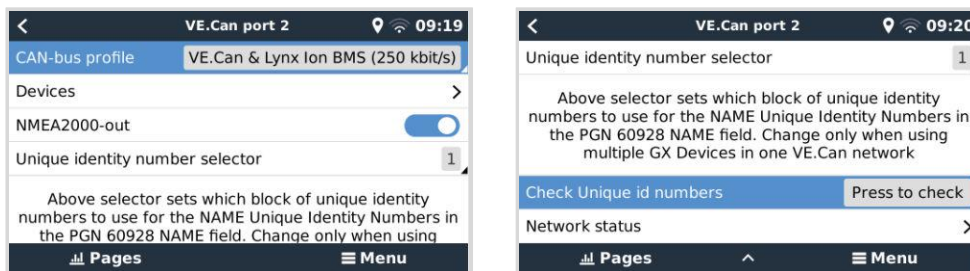 VE.Can port 2 09:19
CAN-bus profile VE.Can & Lynx Ion BMS (250 kbit/s)
Devices
NMEA2000-out
Unique identity number selector 1
Above selector sets which block of unique identity
numbers to use for the NAME Unique Identity Numbers in
the PGN 60928 NAME field. Change only when using
Pages Menu
VE.Can port 2 09:20
Unique identity number selector 1
Above selector sets which block of unique identity
numbers to use for the NAME Unique Identity Numbers in
the PGN 60928 NAME field. Change only when using
multiple GX Devices in one VE.Can network
Check Unique id numbers Press to check
Network status
Pages Menu